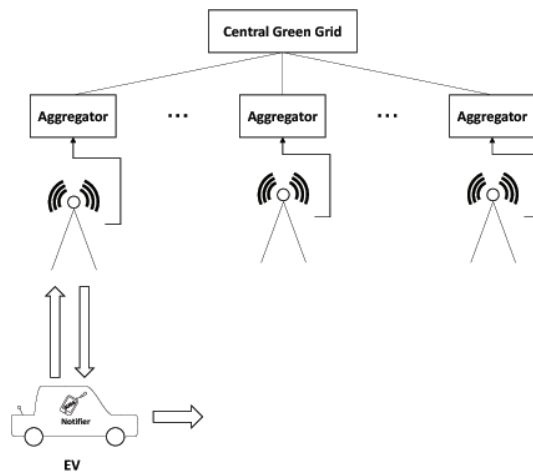 Central Green Grid
Aggregator ... Aggregator ... Aggregator
Notifier
EV